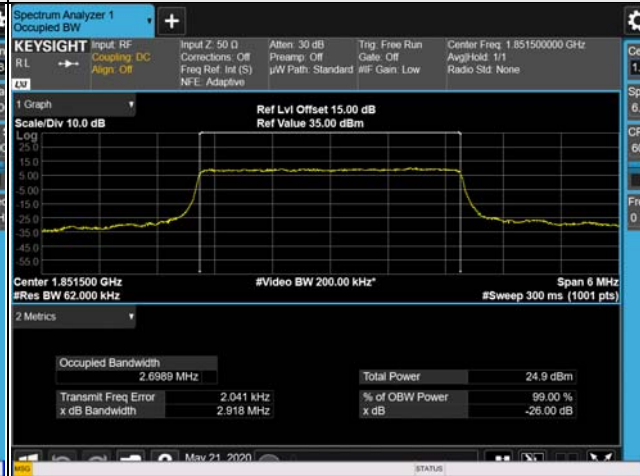 Spectrum Analyzer 1
Occupied BW
KEYSIGHT
RL
LXI
Input: RF
Coupling: DC
Align: Off
Input Z: 50 Ω
Corrections: Off
Freq Ref: Int (S)
NFE: Adaptive
Atten: 30 dB
Preamp: Off
µW Path: Standard
Trig: Free Run
Gate: Off
#IF Gain: Low
Center Freq: 1.851500000 GHz
Avg|Hold: 1/1
Radio Std: None
1 Graph
Scale/Div 10.0 dB
Ref Lvl Offset 15.00 dB
Ref Value 35.00 dBm
Log
25.0
15.0
5.00
-5.00
-15.0
-25.0
-35.0
-45.0
-55.0
Center 1.851500 GHz
#Video BW 200.00 kHz*
Span 6 MHz
#Res BW 62.000 kHz
#Sweep 300 ms (1001 pts)
2 Metrics
Occupied Bandwidth
2.6989 MHz
Total Power 24.9 dBm
Transmit Freq Error 2.041 kHz
% of OBW Power 99.00 %
x dB Bandwidth 2.918 MHz
x dB -26.00 dB
May 21, 2020
MSG
STATUS